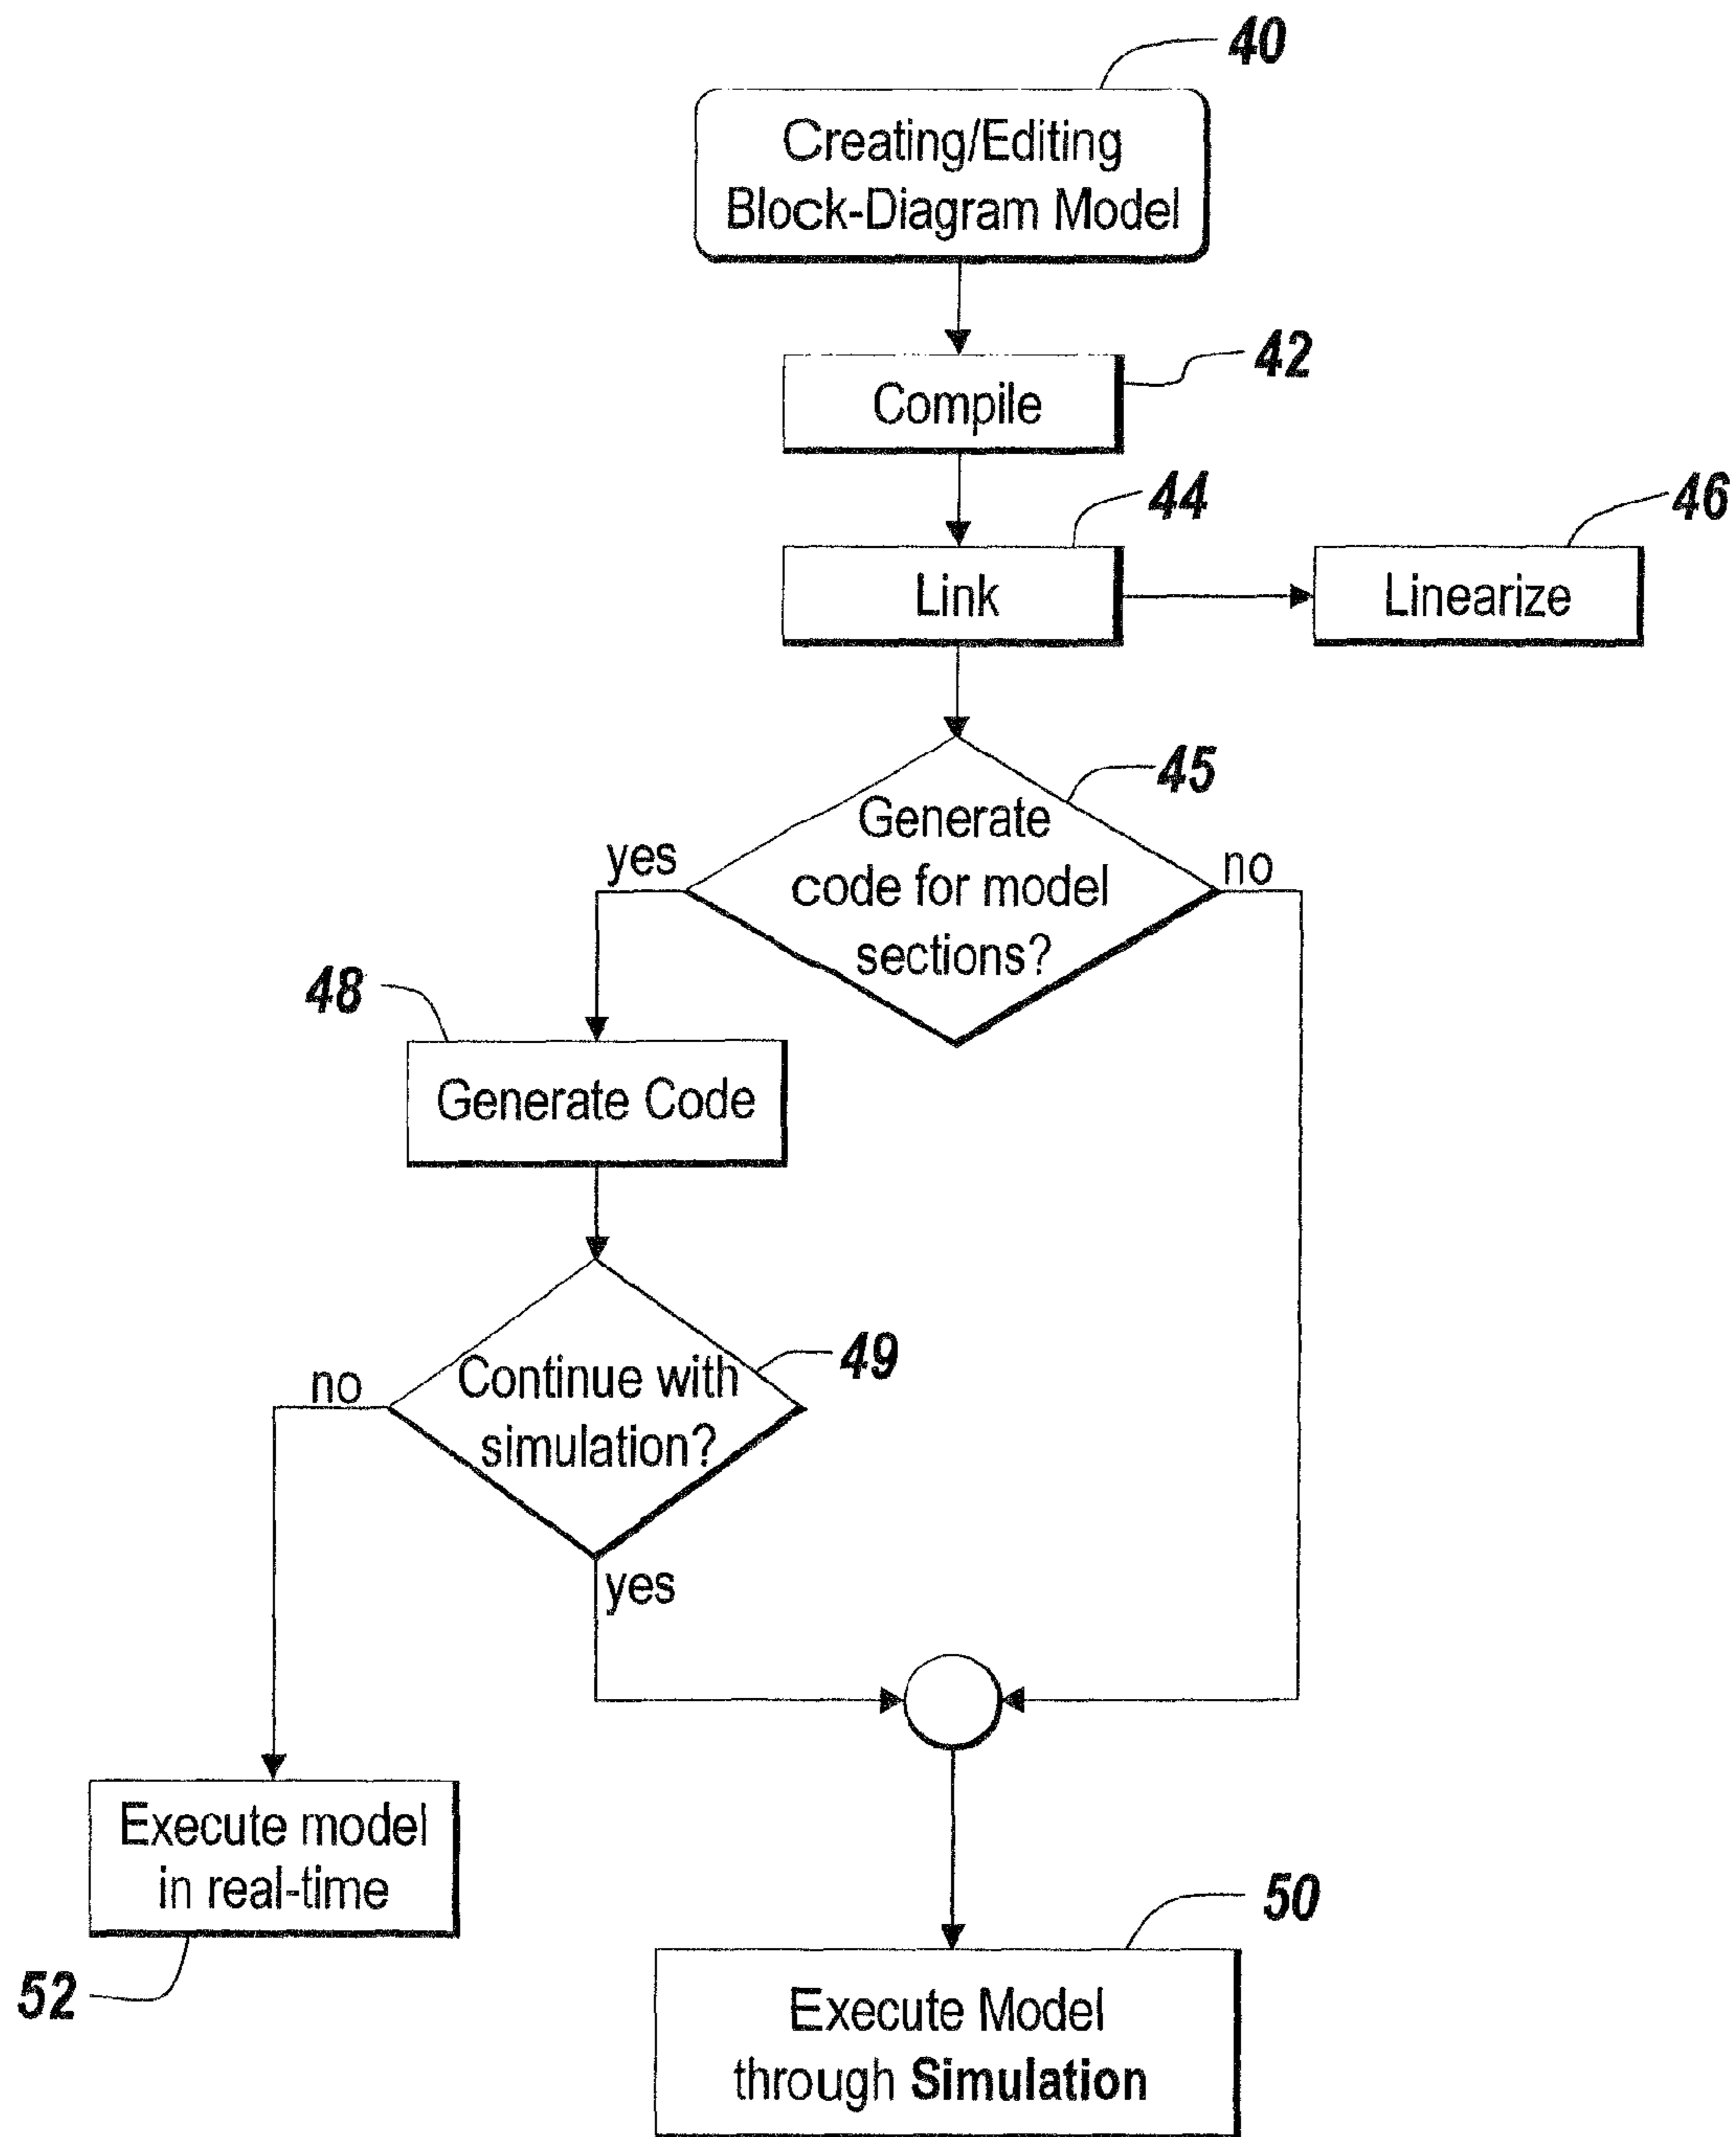 40
Creating/Editing
Block-Diagram Model
42
Compile
44
46
Link
Linearize
45
Generate
code for model
sections?
yes
no
48
Generate Code
49
Continue with
simulation?
no
yes
Execute model
in real-time
52
50
Execute Model
through Simulation